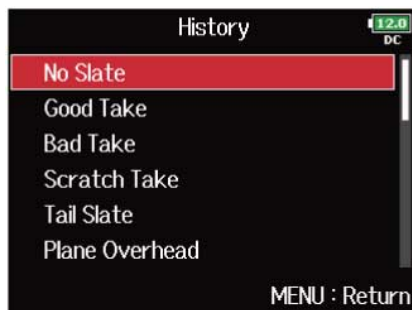 History
12.0
DC
No Slate
Good Take
Bad Take
Scratch Take
Tail Slate
Plane Overhead
MENU : Return